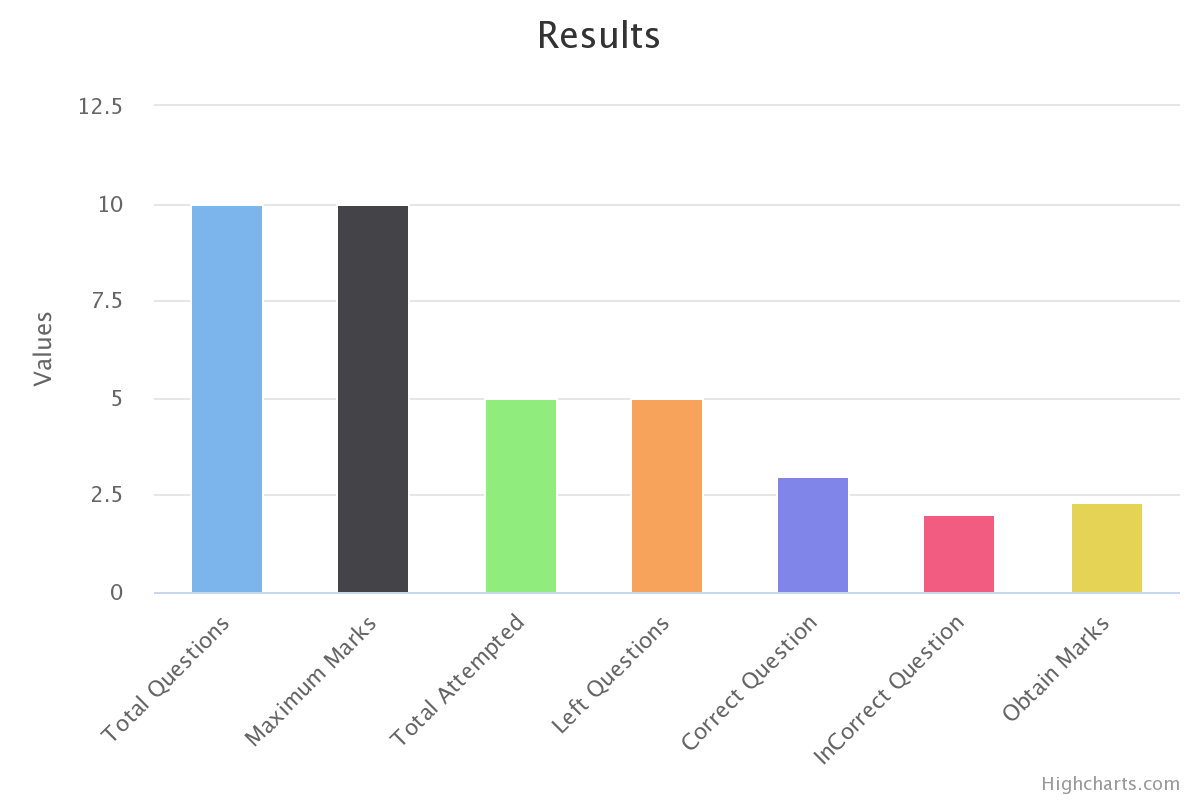 Results
Values
12.5
10
7.5
5
2.5
0
Total Questions
Maximum Marks
Total Attempted
Left Questions
Correct Question
InCorrect Question
Obtain Marks
Highcharts.com